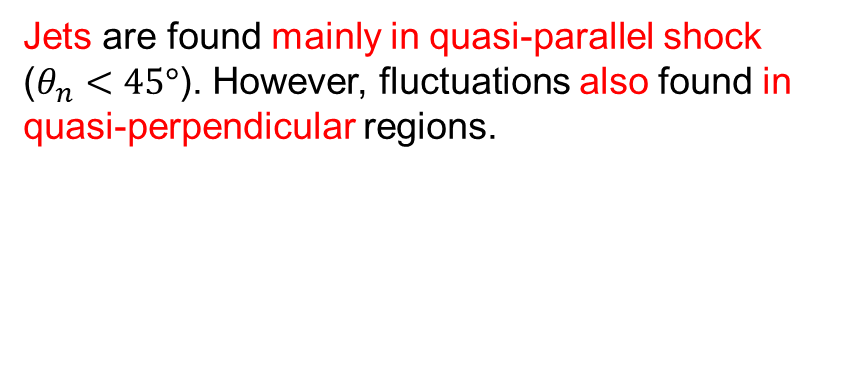 Jets are found mainly in quasi-parallel shock
(θₙ < 45°). However, fluctuations also found in
quasi-perpendicular regions.